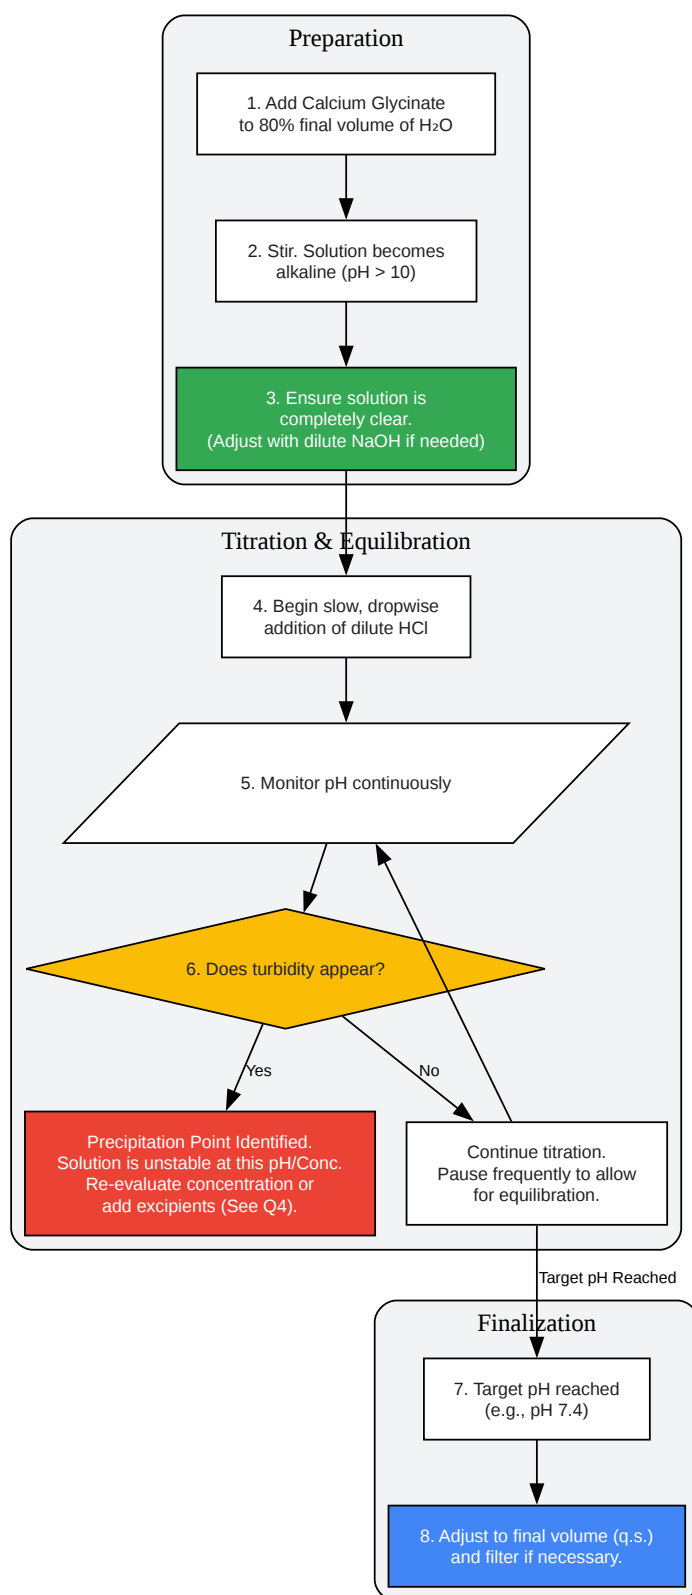 Preparation
1. Add Calcium Glycinate
to 80% final volume of H₂O
2. Stir. Solution becomes
alkaline (pH > 10)
3. Ensure solution is
completely clear.
(Adjust with dilute NaOH if needed)
Titration & Equilibration
4. Begin slow, dropwise
addition of dilute HCl
5. Monitor pH continuously
6. Does turbidity appear?
Yes
No
Precipitation Point Identified.
Solution is unstable at this pH/Conc.
Re-evaluate concentration or
add excipients (See Q4).
Continue titration.
Pause frequently to allow
for equilibration.
Target pH Reached
Finalization
7. Target pH reached
(e.g., pH 7.4)
8. Adjust to final volume (q.s.)
and filter if necessary.